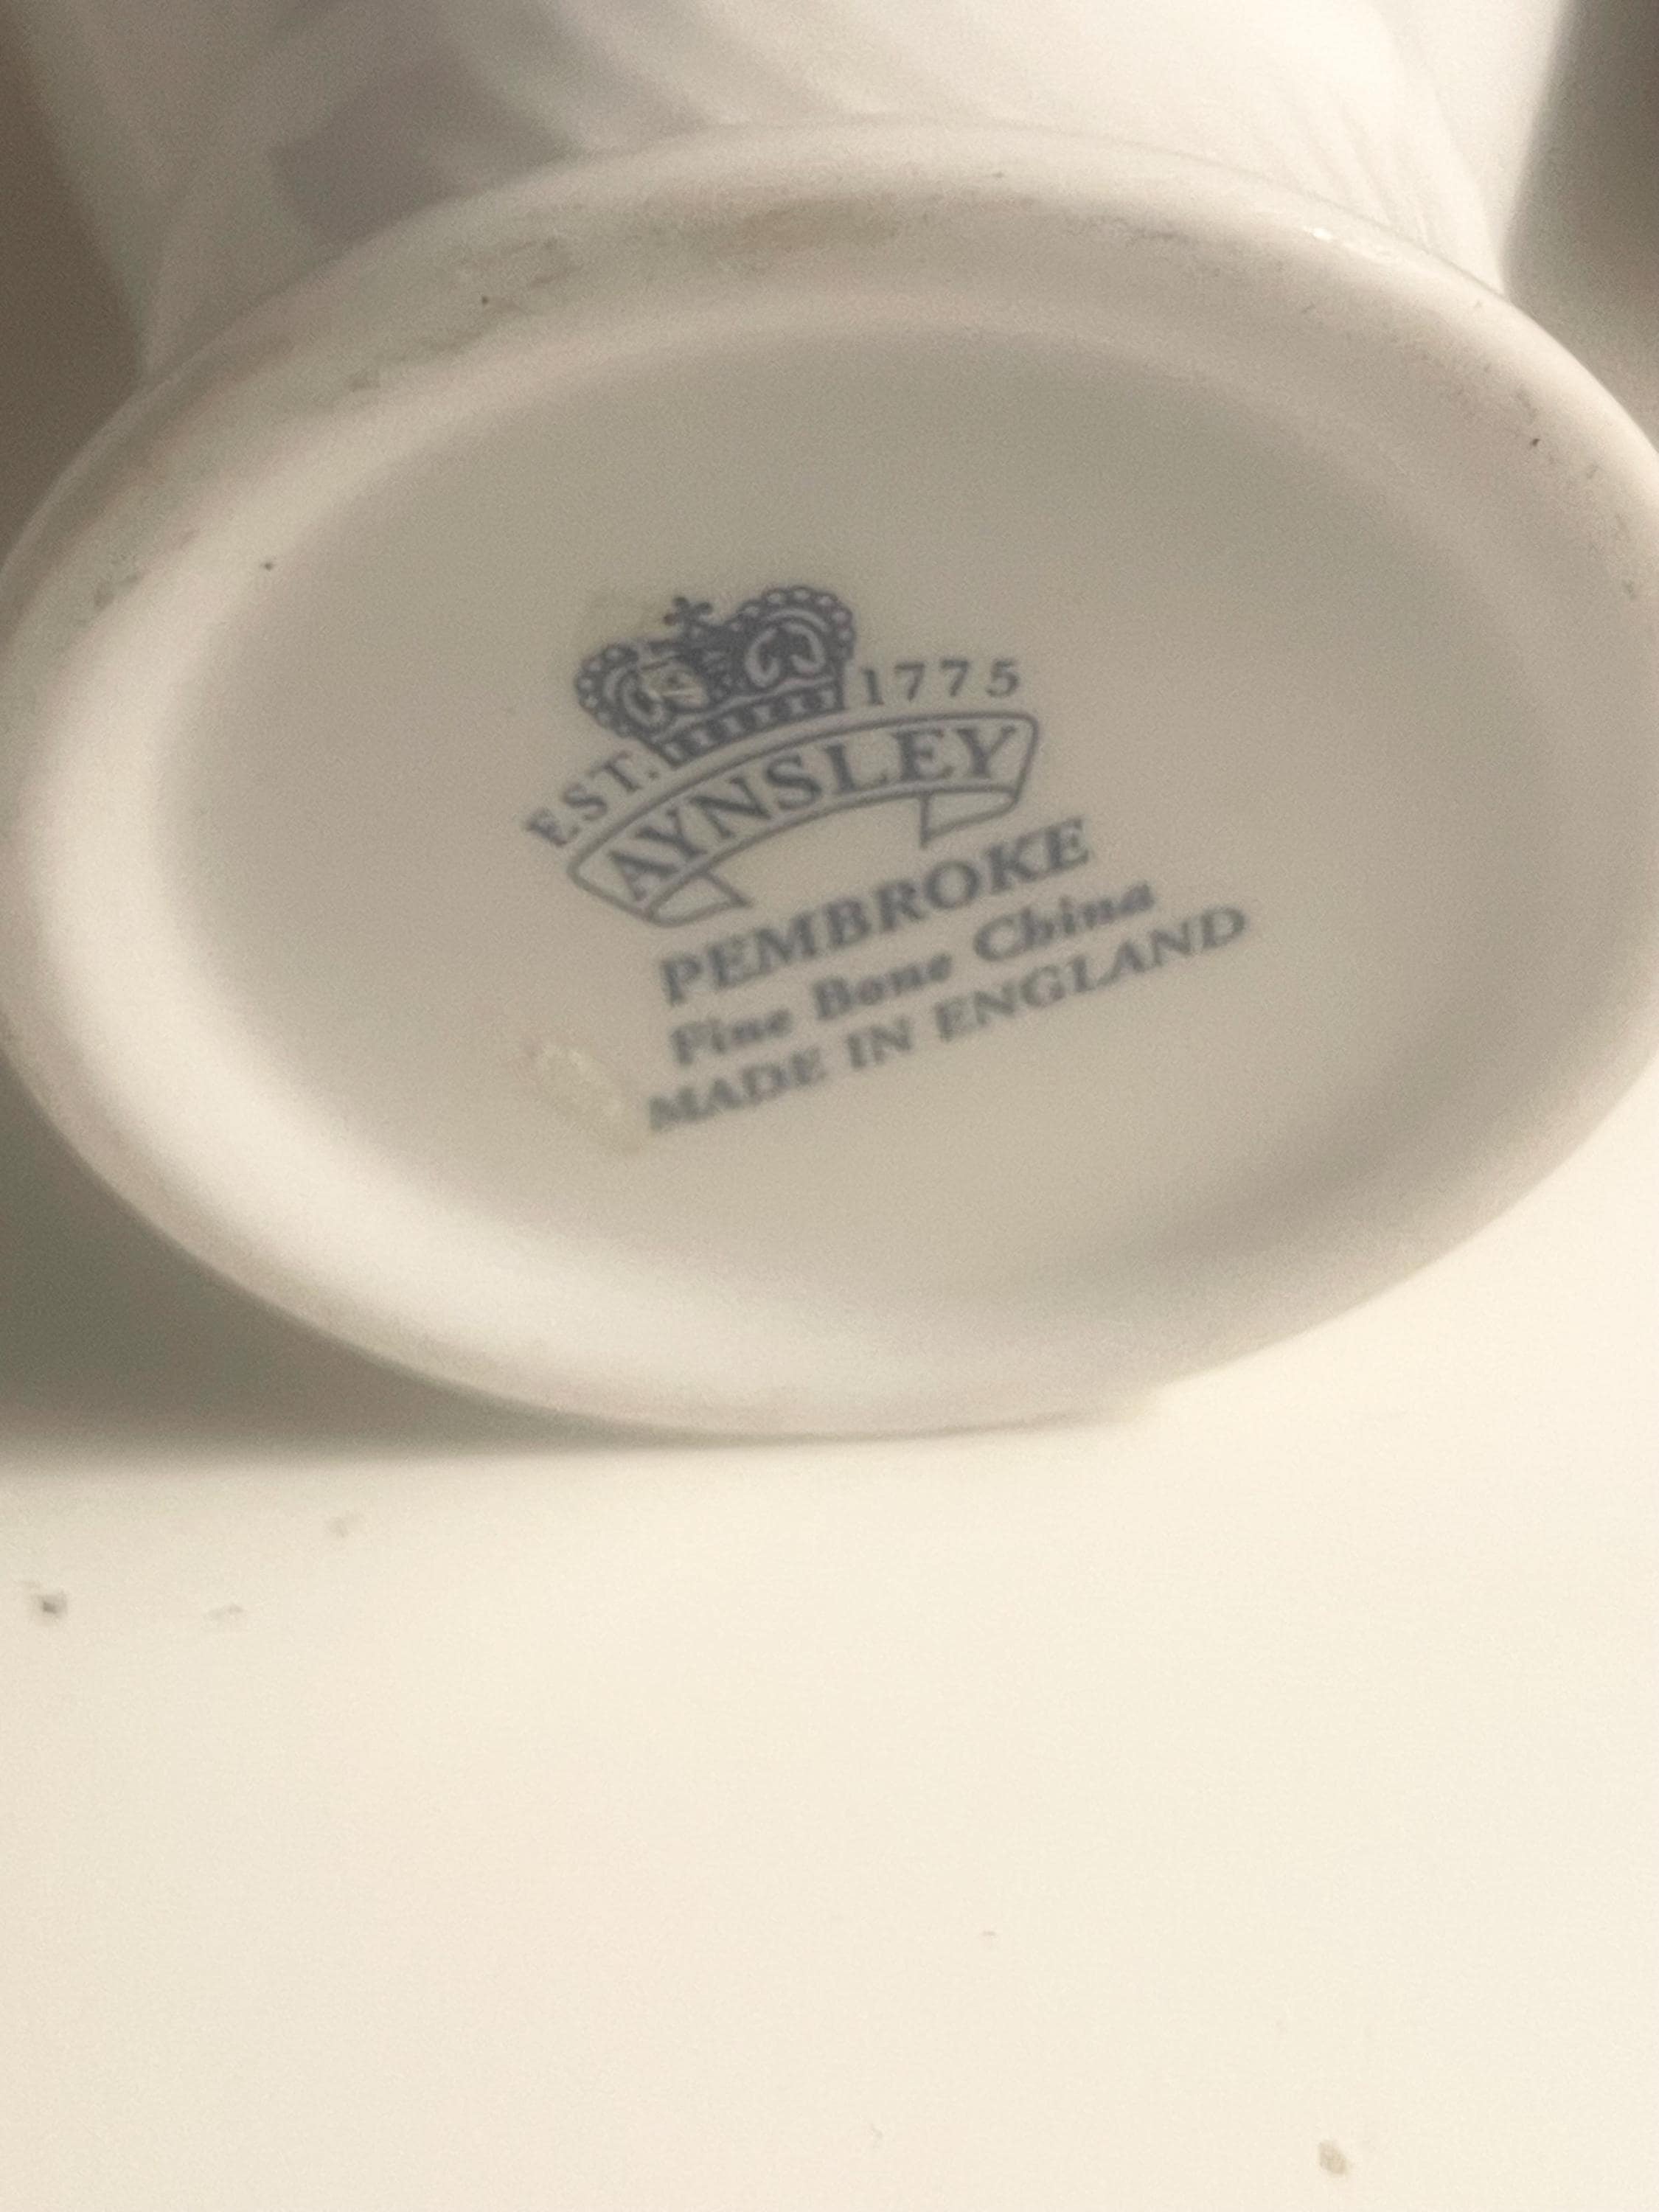 EST. 1775
AYNSLEY
PEMBROKE
Fine Bone China
MADE IN ENGLAND